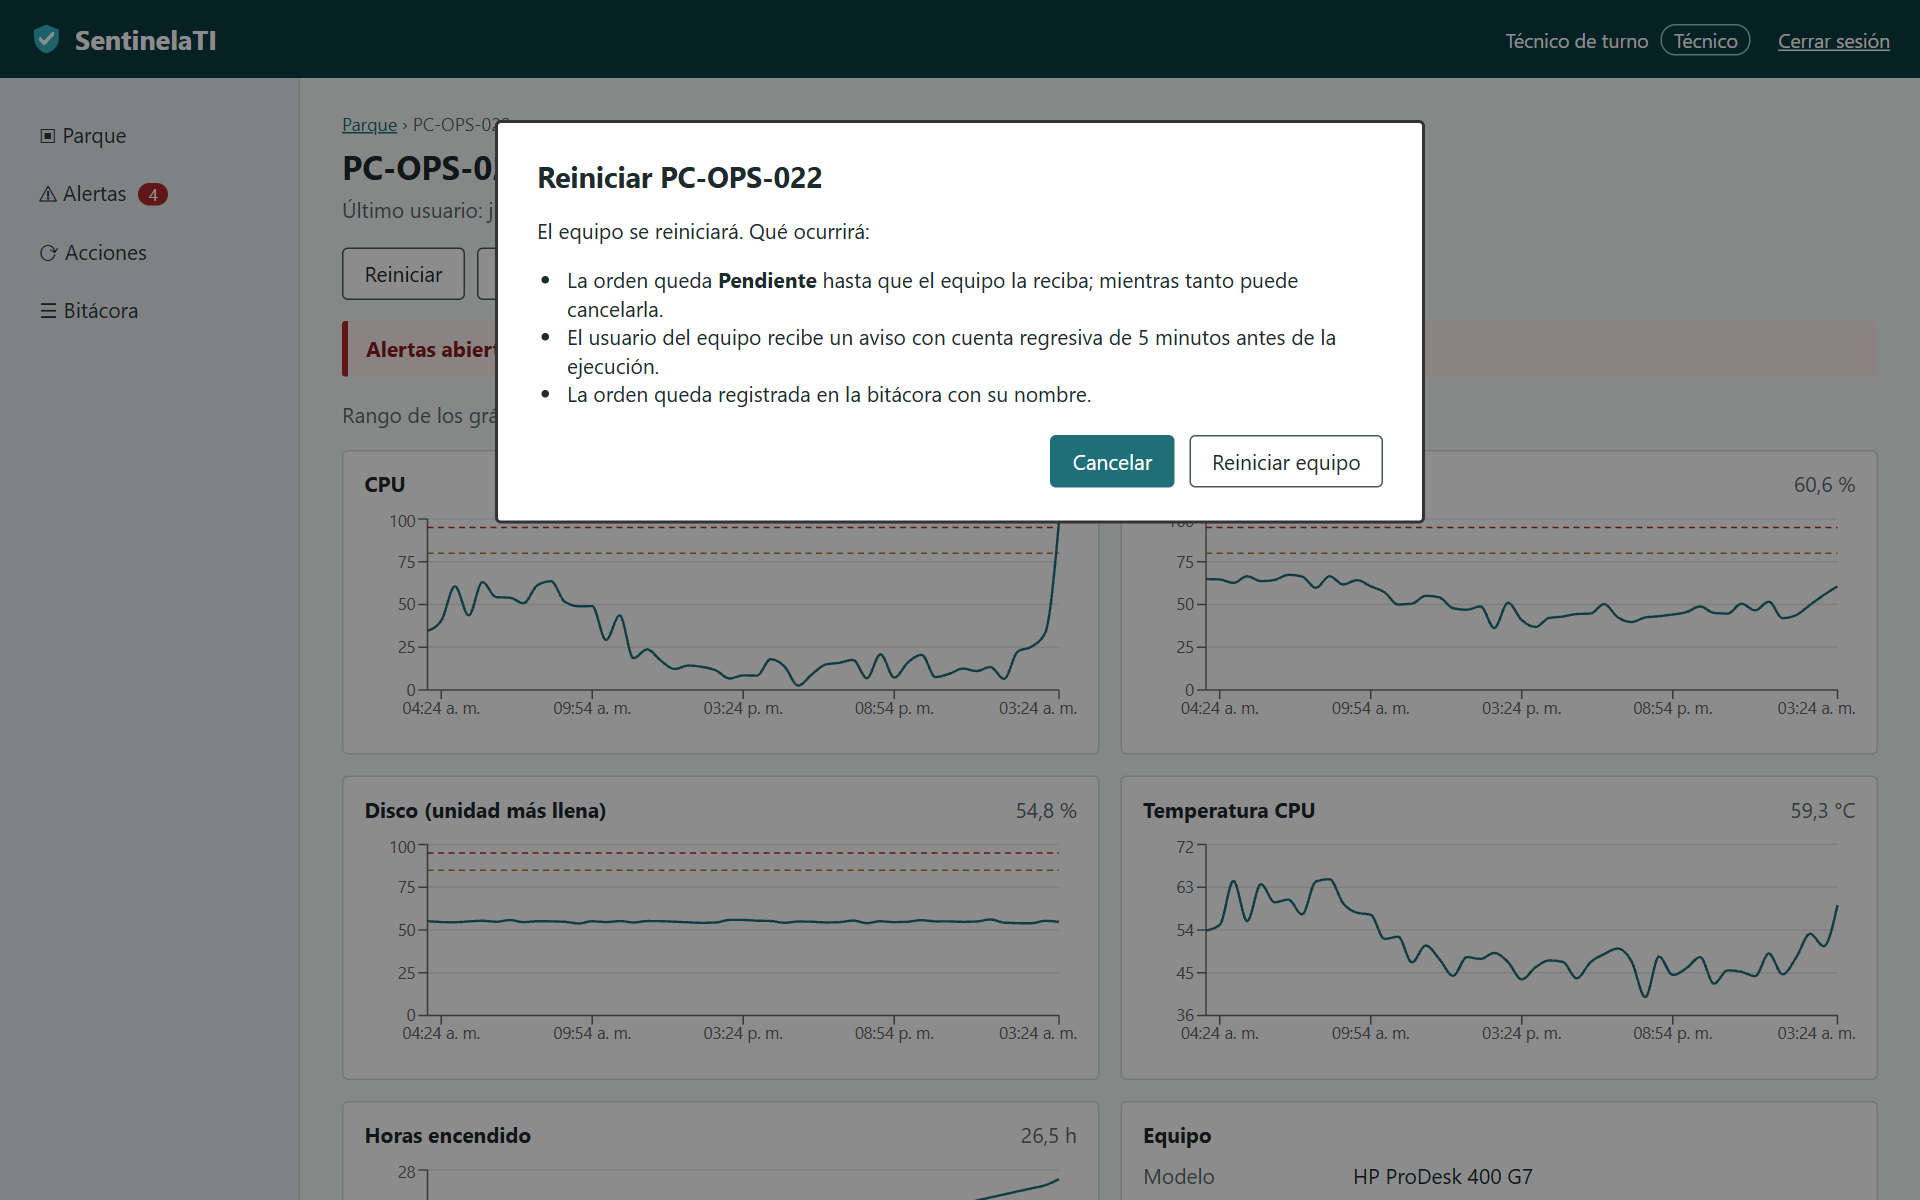 SentinelaTI
Técnico de turno Técnico Cerrar sesión
Parque
Alertas 4
Acciones
Bitácora
Parque › PC-OPS-022
PC-OPS-0
Último usuario: j
Reiniciar
Alertas abiert
Rango de los grá
Reiniciar PC-OPS-022
El equipo se reiniciará. Qué ocurrirá:
• La orden queda Pendiente hasta que el equipo la reciba; mientras tanto puede
cancelarla.
• El usuario del equipo recibe un aviso con cuenta regresiva de 5 minutos antes de la
ejecución.
• La orden queda registrada en la bitácora con su nombre.
Cancelar Reiniciar equipo
CPU
100
75
50
25
0
04:24 a. m. 09:54 a. m. 03:24 p. m. 08:54 p. m. 03:24 a. m.
60,6 %
100
75
50
25
0
04:24 a. m. 09:54 a. m. 03:24 p. m. 08:54 p. m. 03:24 a. m.
Disco (unidad más llena) 54,8 %
100
75
50
25
0
04:24 a. m. 09:54 a. m. 03:24 p. m. 08:54 p. m. 03:24 a. m.
Temperatura CPU 59,3 °C
72
63
54
45
36
04:24 a. m. 09:54 a. m. 03:24 p. m. 08:54 p. m. 03:24 a. m.
Horas encendido 26,5 h
28
Equipo
Modelo HP ProDesk 400 G7